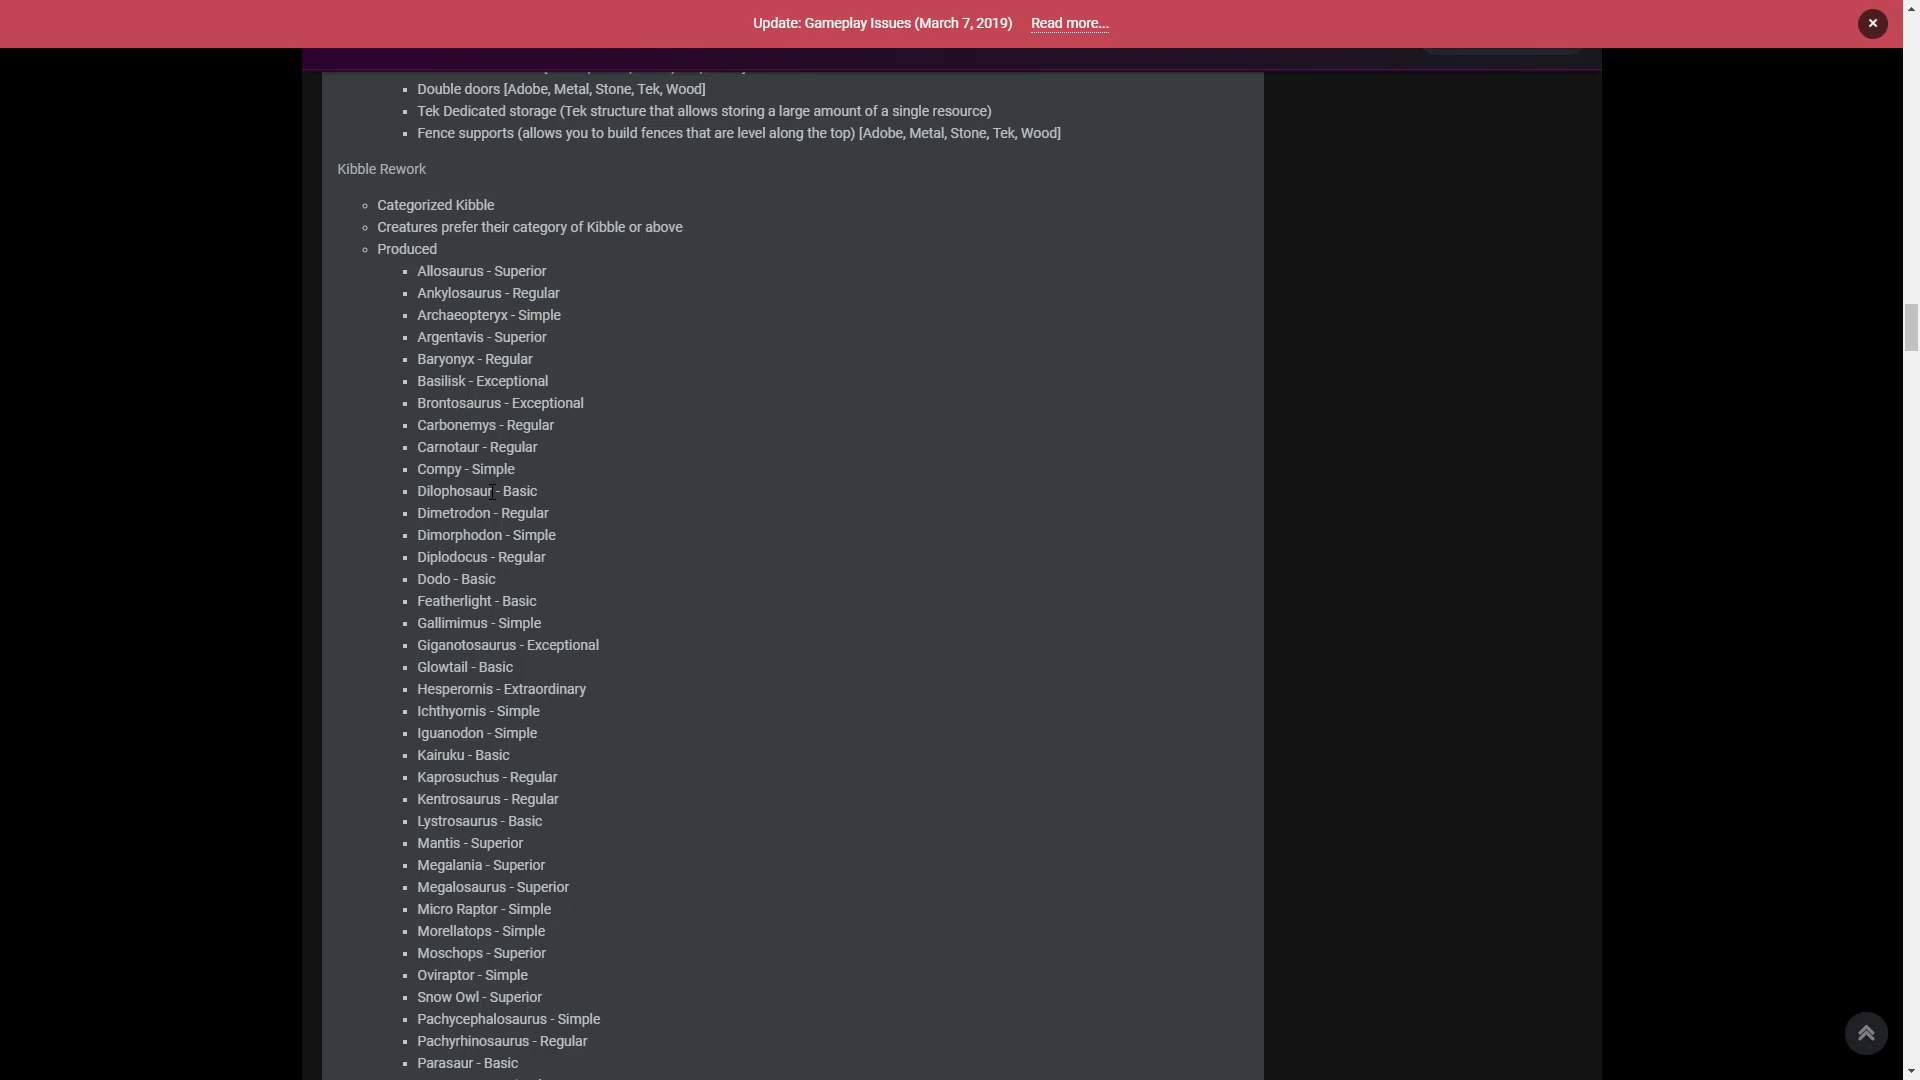 Update: Gameplay Issues (March 7, 2019) Read more...
Double doors [Adobe, Metal, Stone, Tek, Wood]
Tek Dedicated storage (Tek structure that allows storing a large amount of a single resource)
Fence supports (allows you to build fences that are level along the top) [Adobe, Metal, Stone, Tek, Wood]
Kibble Rework
Categorized Kibble
Creatures prefer their category of Kibble or above
Produced
Allosaurus - Superior
Ankylosaurus - Regular
Archaeopteryx - Simple
Argentavis - Superior
Baryonyx - Regular
Basilisk - Exceptional
Brontosaurus - Exceptional
Carbonemys - Regular
Carnotaur - Regular
Compy - Simple
Dilophosaur - Basic
Dimetrodon - Regular
Dimorphodon - Simple
Diplodocus - Regular
Dodo - Basic
Featherlight - Basic
Gallimimus - Simple
Giganotosaurus - Exceptional
Glowtail - Basic
Hesperornis - Extraordinary
Ichthyornis - Simple
Iguanodon - Simple
Kairuku - Basic
Kaprosuchus - Regular
Kentrosaurus - Regular
Lystrosaurus - Basic
Mantis - Superior
Megalania - Superior
Megalosaurus - Superior
Micro Raptor - Simple
Morellatops - Simple
Moschops - Superior
Oviraptor - Simple
Snow Owl - Superior
Pachycephalosaurus - Simple
Pachyrhinosaurus - Regular
Parasaur - Basic